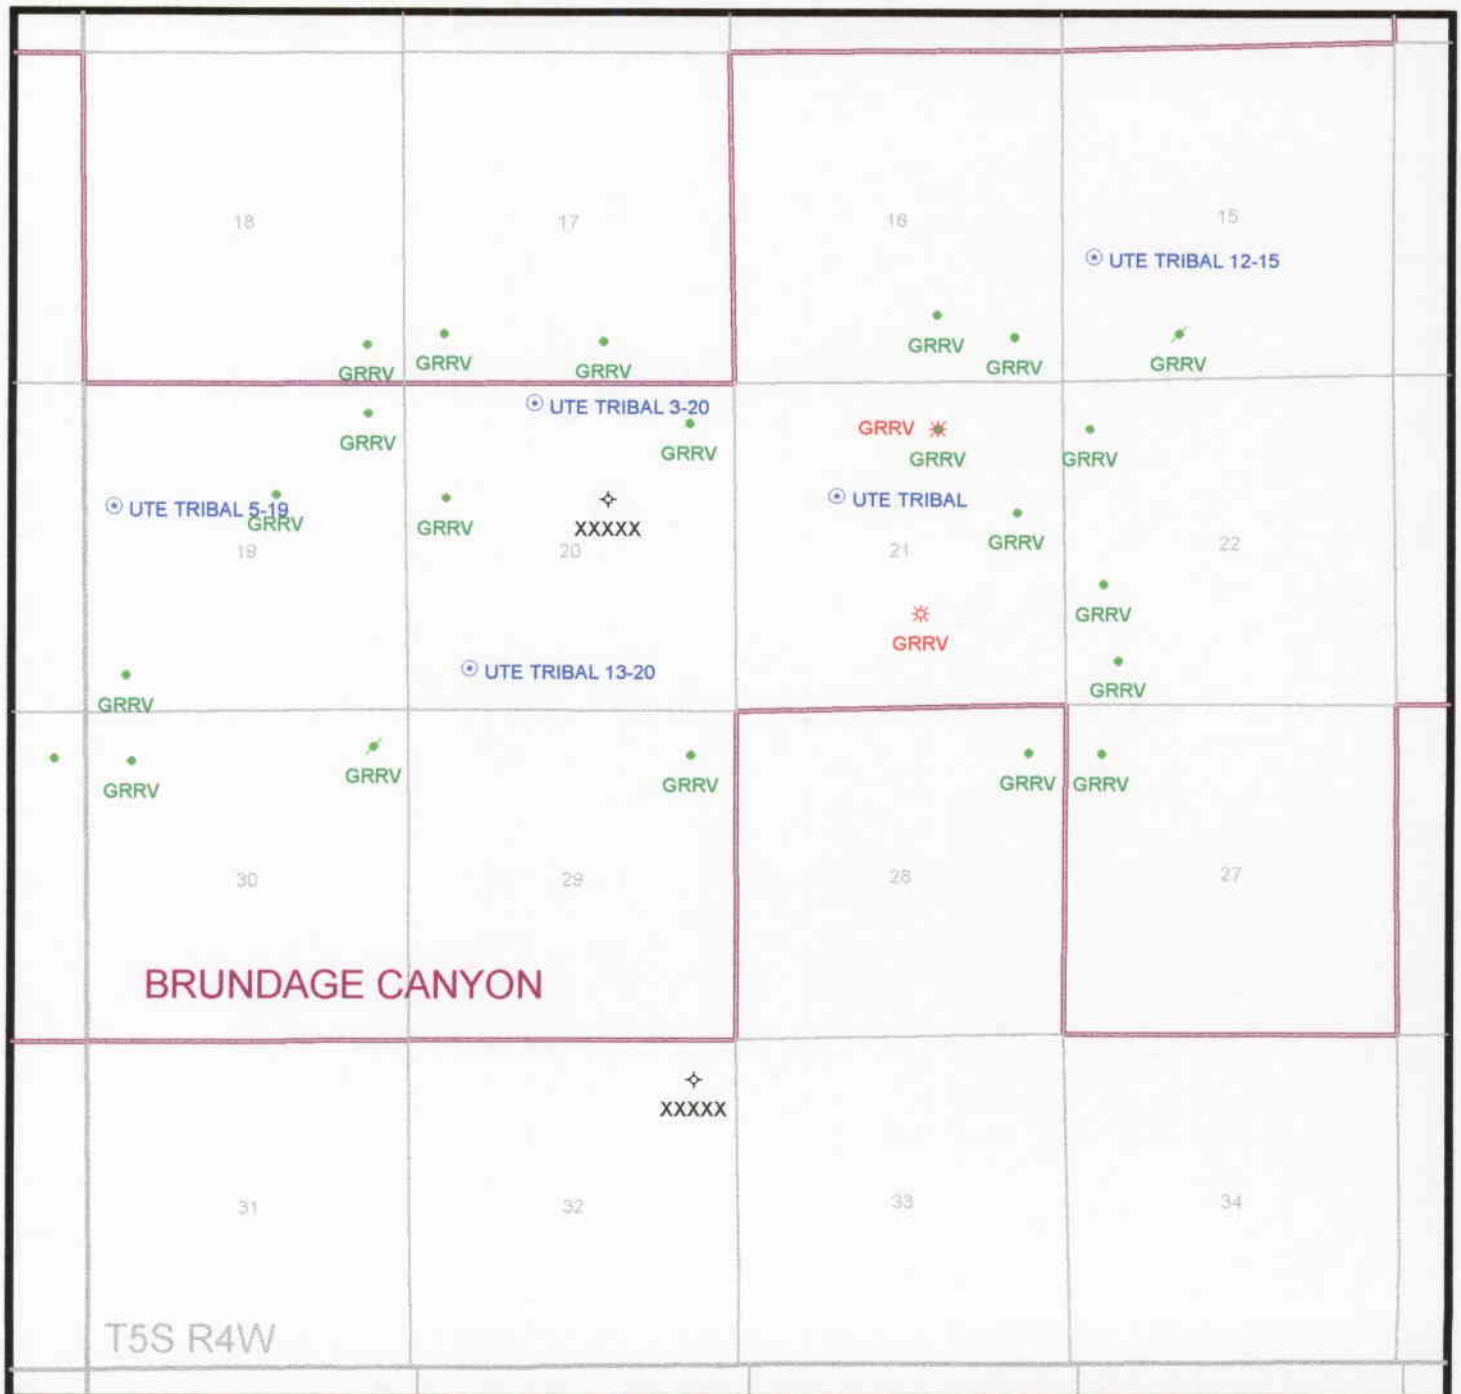 18
17
16
15
UTE TRIBAL 12-15
GRRV
GRRV
GRRV
GRRV
GRRV
GRRV
UTE TRIBAL 3-20
GRRV
GRRV
GRRV
GRRV
GRRV
UTE TRIBAL 5-19
GRRV
GRRV
XXXXX
UTE TRIBAL
GRRV
19
20
21
22
GRRV
GRRV
UTE TRIBAL 13-20
GRRV
GRRV
GRRV
GRRV
GRRV
GRRV
GRRV
30
29
28
27
BRUNDAGE CANYON
XXXXX
31
32
33
34
T5S R4W